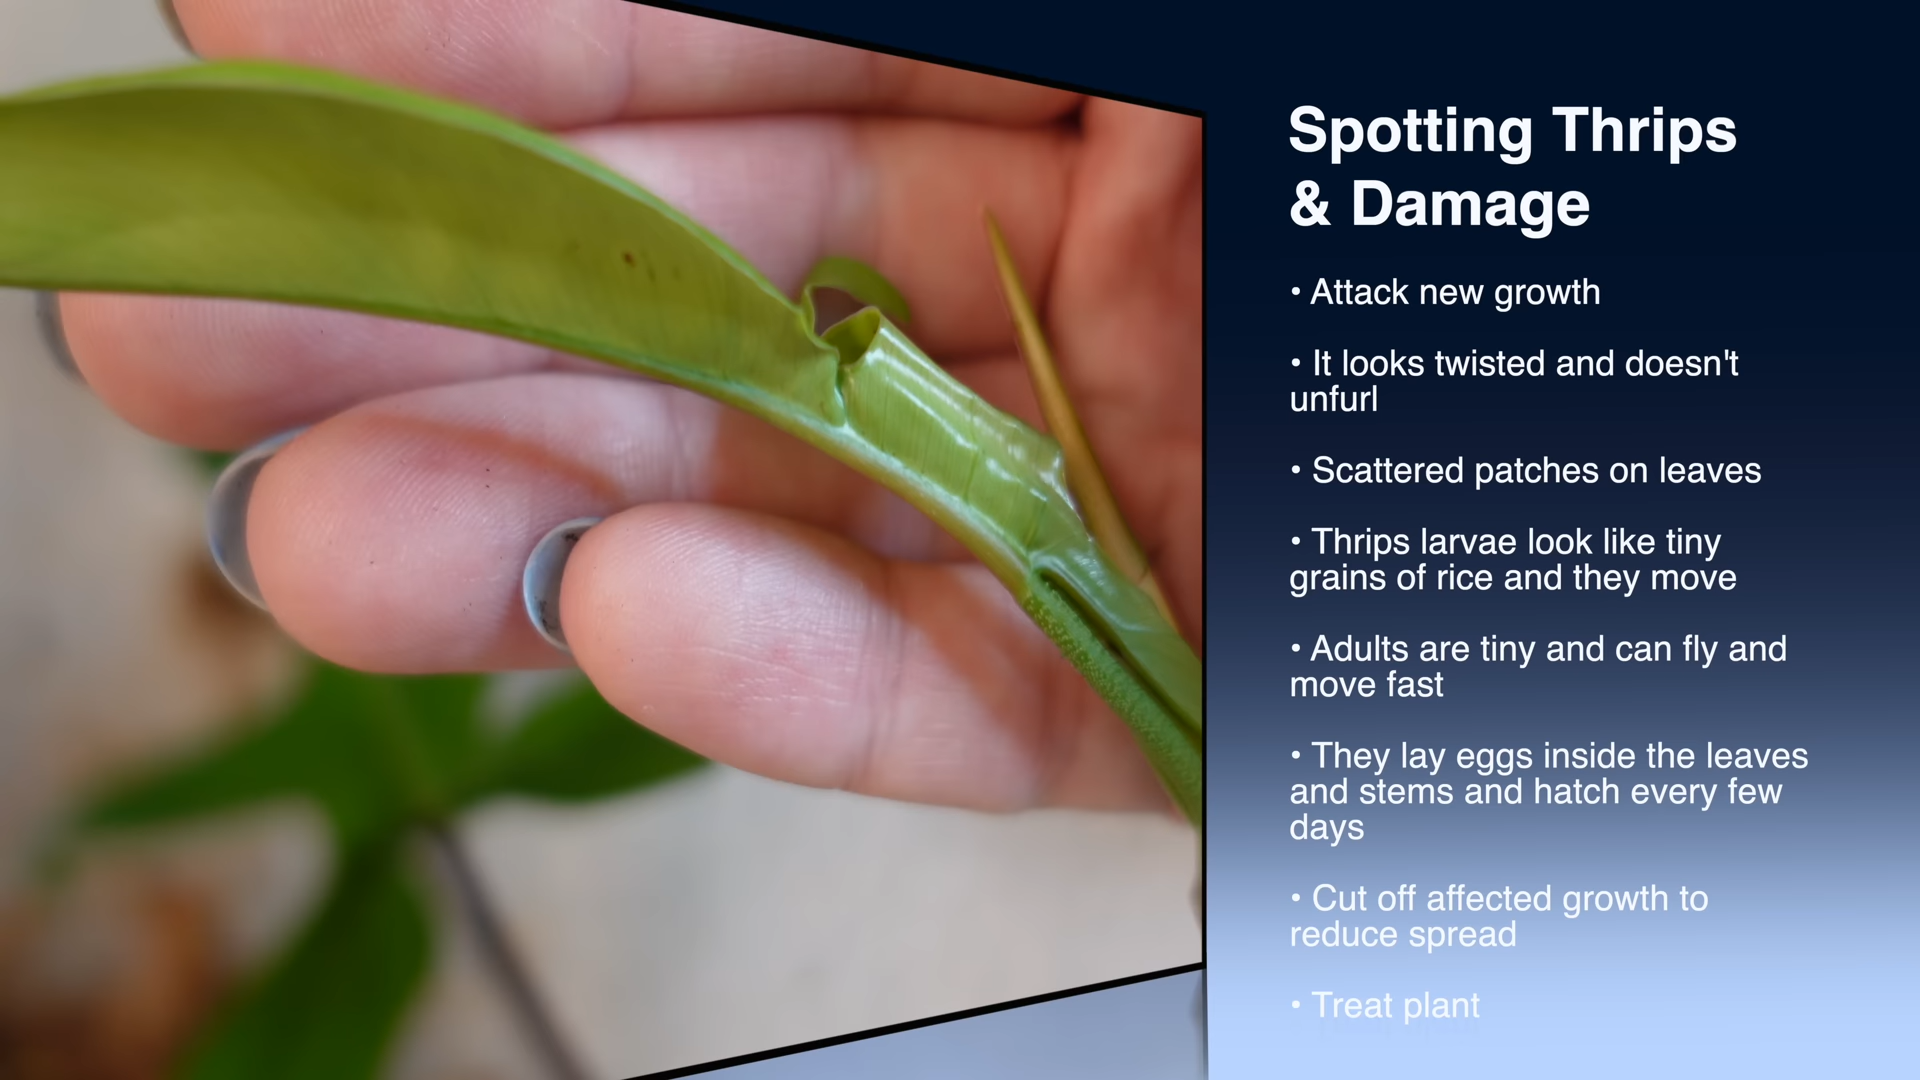 Spotting Thrips
& Damage
• Attack new growth
• It looks twisted and doesn't
unfurl
• Scattered patches on leaves
• Thrips larvae look like tiny
grains of rice and they move
• Adults are tiny and can fly and
move fast
• They lay eggs inside the leaves
and stems and hatch every few
days
• Cut off affected growth to
reduce spread
• Treat plant